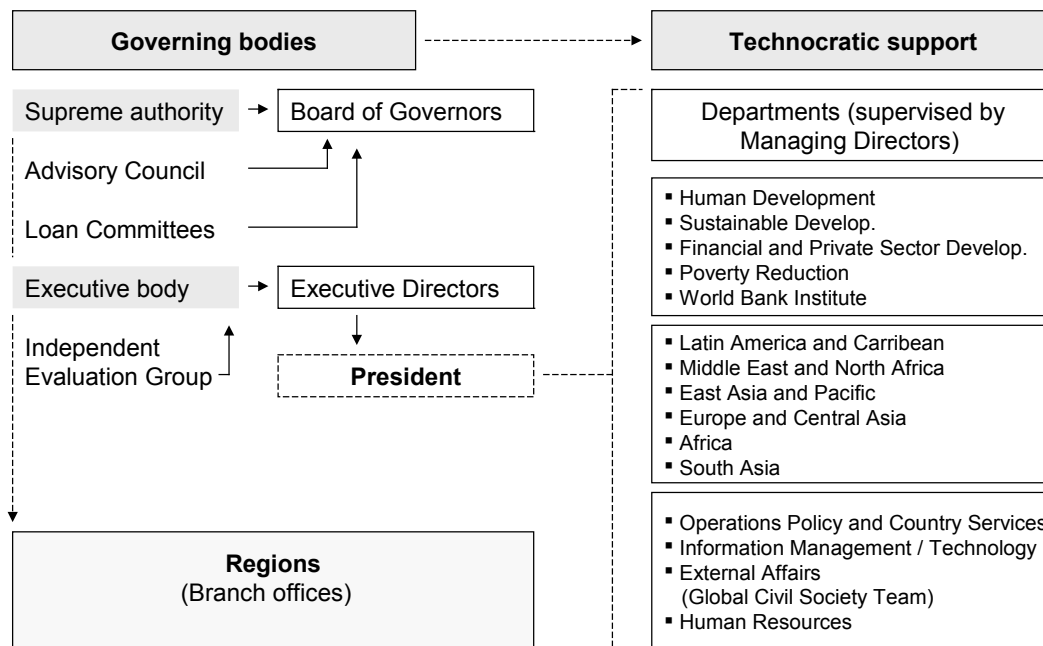 Governing bodies
Technocratic support
Supreme authority
Board of Governors
Advisory Council
Loan Committees
Executive body
Executive Directors
Independent
Evaluation Group
President
Regions
(Branch offices)
Departments (supervised by
Managing Directors)
▪ Human Development
▪ Sustainable Develop.
▪ Financial and Private Sector Develop.
▪ Poverty Reduction
▪ World Bank Institute
▪ Latin America and Carribean
▪ Middle East and North Africa
▪ East Asia and Pacific
▪ Europe and Central Asia
▪ Africa
▪ South Asia
▪ Operations Policy and Country Services
▪ Information Management / Technology
▪ External Affairs
(Global Civil Society Team)
▪ Human Resources